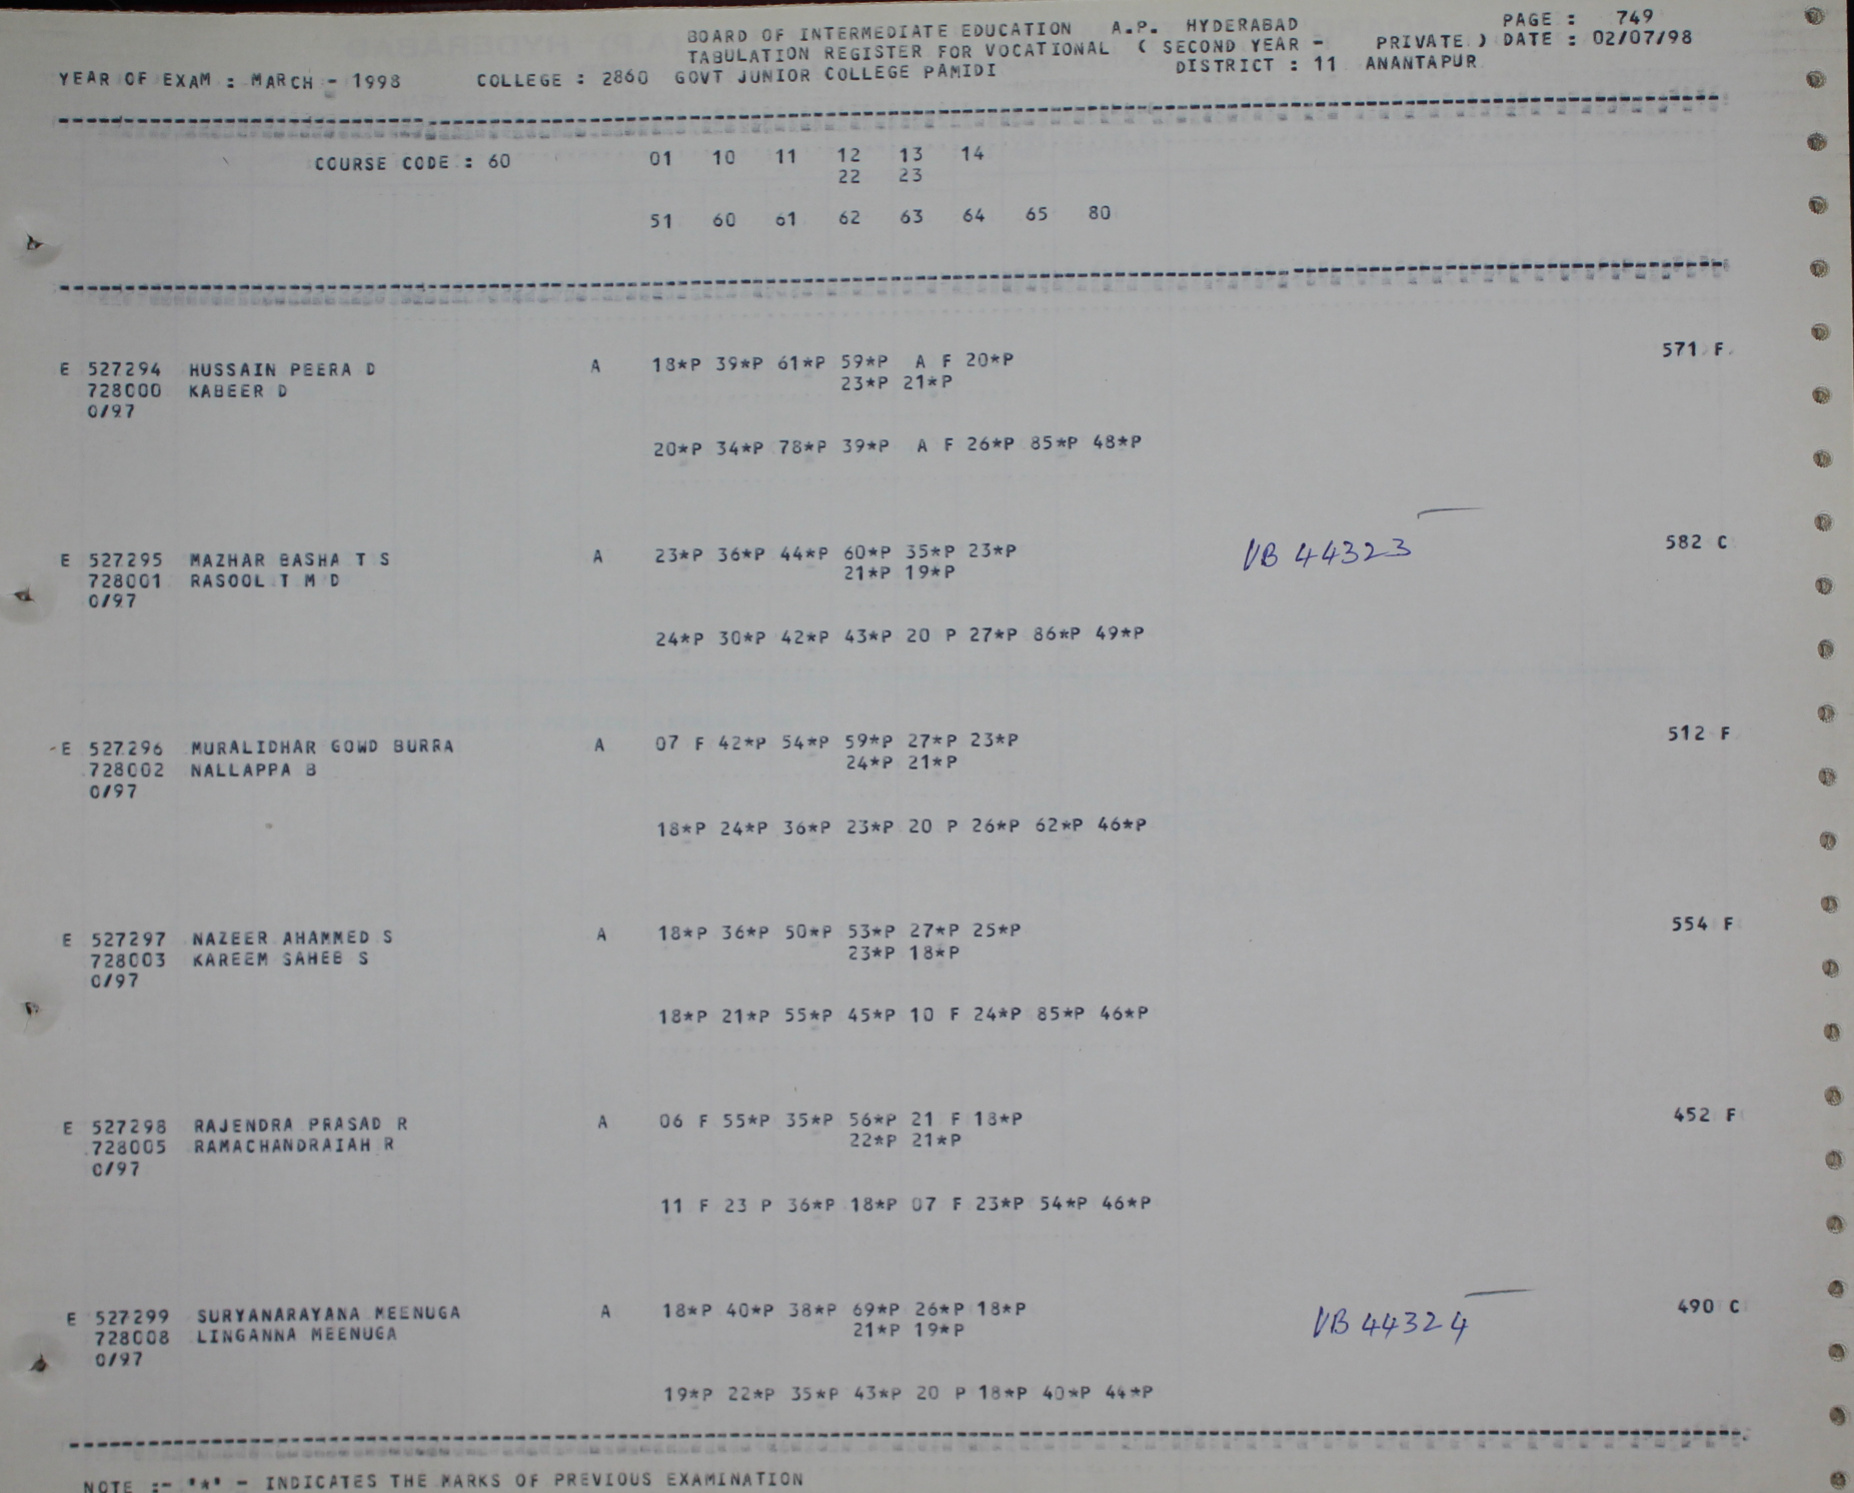 BOARD OF INTERMEDIATE EDUCATION A.P. HYDERABAD PAGE : 749
TABULATION REGISTER FOR VOCATIONAL ( SECOND YEAR - PRIVATE ) DATE : 02/07/98
YEAR OF EXAM : MARCH - 1998 COLLEGE : 2860 GOVT JUNIOR COLLEGE PAMIDI DISTRICT : 11 ANANTAPUR
COURSE CODE : 60 01 10 11 12 13 14
22 23
51 60 61 62 63 64 65 80
E 527294 HUSSAIN PEERA D A 18*P 39*P 61*P 59*P A F 20*P 571 F
728000 KABEER D 23*P 21*P
0/97
20*P 34*P 78*P 39*P A F 26*P 85*P 48*P
E 527295 MAZHAR BASHA T S A 23*P 36*P 44*P 60*P 35*P 23*P VB 44323 582 C
728001 RASOOL T M D 21*P 19*P
0/97
24*P 30*P 42*P 43*P 20 P 27*P 86*P 49*P
E 527296 MURALIDHAR GOWD BURRA A 07 F 42*P 54*P 59*P 27*P 23*P 512 F
728002 NALLAPPA B 24*P 21*P
0/97
18*P 24*P 36*P 23*P 20 P 26*P 62*P 46*P
E 527297 NAZEER AHAMMED S A 18*P 36*P 50*P 53*P 27*P 25*P 554 F
728003 KAREEM SAHEB S 23*P 18*P
0/97
18*P 21*P 55*P 45*P 10 F 24*P 85*P 46*P
E 527298 RAJENDRA PRASAD R A 06 F 55*P 35*P 56*P 21 F 18*P 452 F
728005 RAMACHANDRAIAH R 22*P 21*P
0/97
11 F 23 P 36*P 18*P 07 F 23*P 54*P 46*P
E 527299 SURYANARAYANA MEENUGA A 18*P 40*P 38*P 69*P 26*P 18*P VB 44324 490 C
728008 LINGANNA MEENUGA 21*P 19*P
0/97
19*P 22*P 35*P 43*P 20 P 18*P 40*P 44*P
NOTE :- "*" - INDICATES THE MARKS OF PREVIOUS EXAMINATION